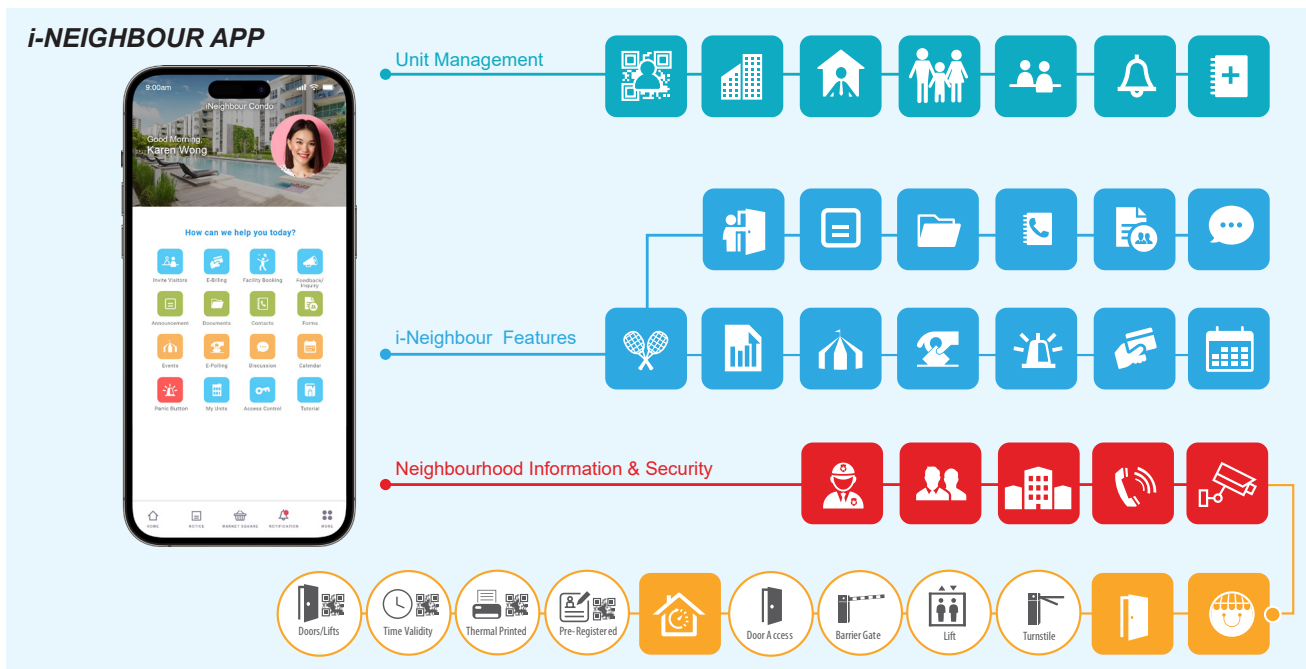 i-NEIGHBOUR APP
9:00am
iNeighbour Condo
Good Morning,
Karen Wong
How can we help you today?
Invite Visitors
E-Billing
Facility Booking
Feedback/
Inquiry
Announcement
Documents
Contacts
Forms
Events
E-Polling
Discussion
Calendar
Panic Button
My Units
Access Control
Tutorial
HOME
NOTICE
MARKET SQUARE
NOTIFICATION
MORE
Unit Management
i-Neighbour Features
Neighbourhood Information & Security
Doors/Lifts
Time Validity
Thermal Printed
Pre-Registered
Door A ccess
Barrier Gate
Lift
Turnstile